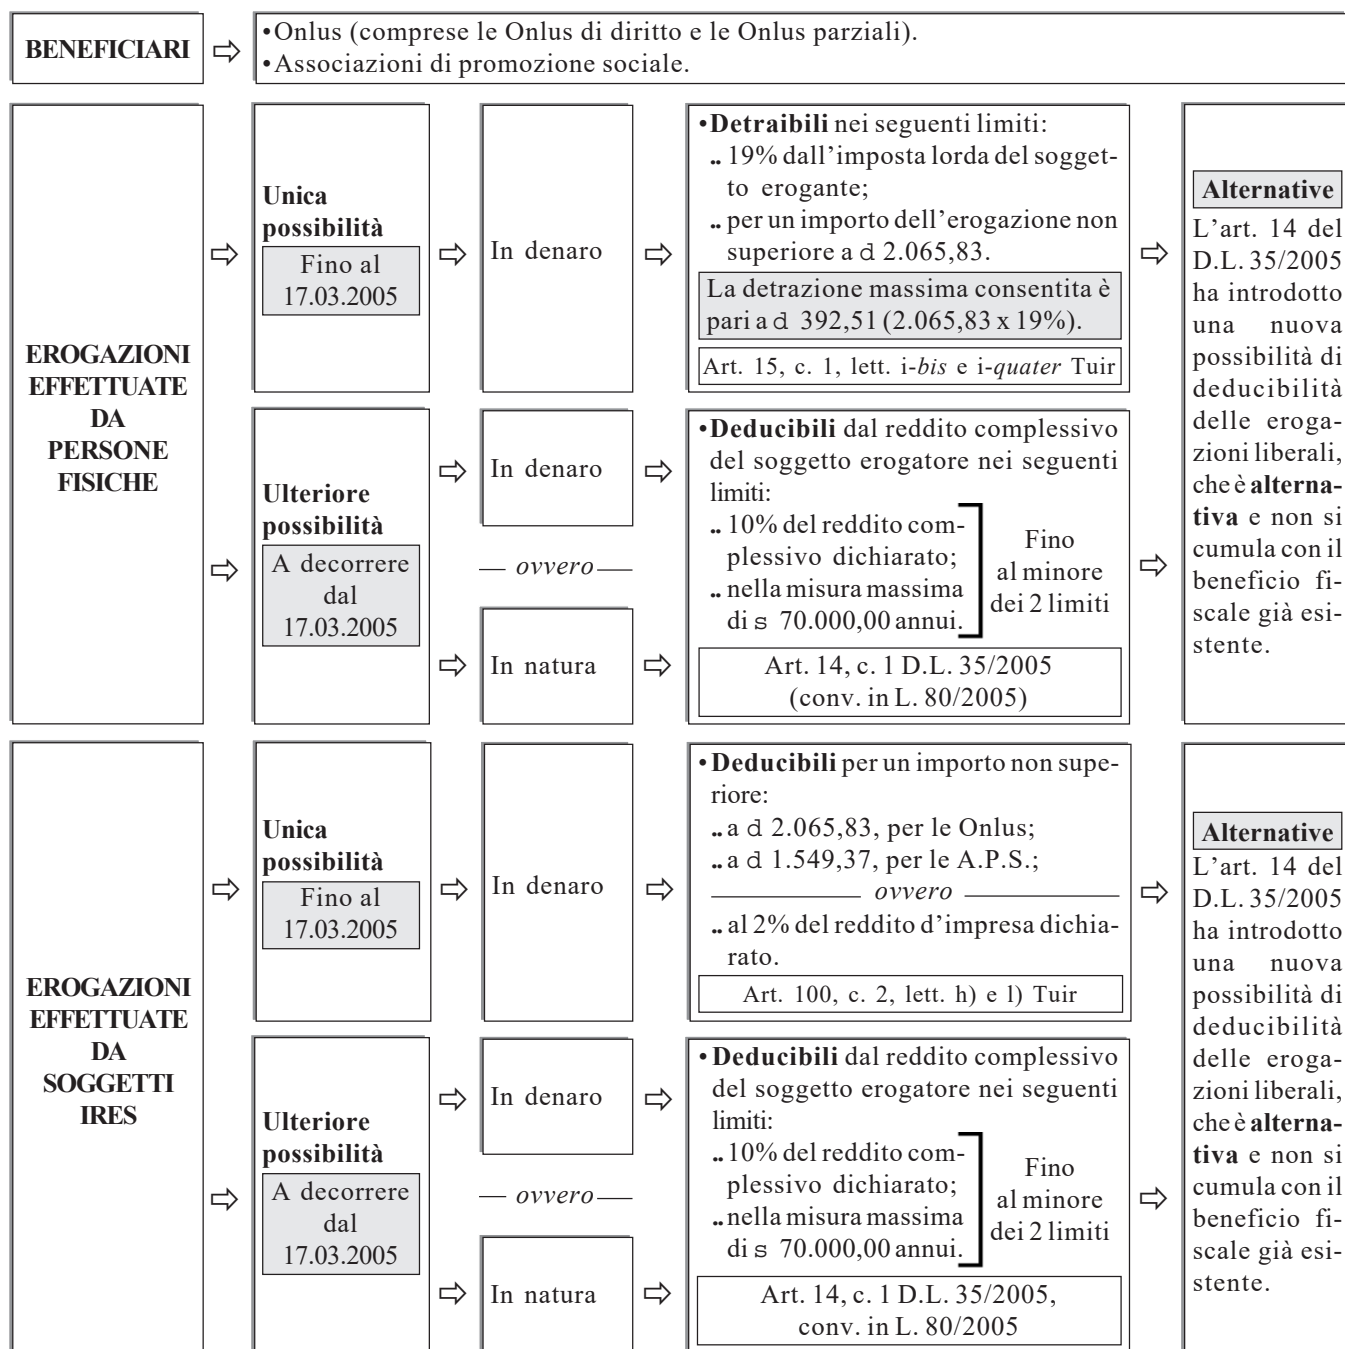 BENEFICIARI
•Onlus (comprese le Onlus di diritto e le Onlus parziali).
•Associazioni di promozione sociale.
EROGAZIONI
EFFETTUATE
DA
PERSONE
FISICHE
Unica
possibilità
Fino al
17.03.2005
In denaro
•Detraibili nei seguenti limiti:
.. 19% dall'imposta lorda del sogget-
to erogante;
.. per un importo dell'erogazione non
superiore a d 2.065,83.
La detrazione massima consentita è
pari a d 392,51 (2.065,83 x 19%).
Art. 15, c. 1, lett. i-bis e i-quater Tuir
Ulteriore
possibilità
A decorrere
dal
17.03.2005
In denaro
ovvero
In natura
•Deducibili dal reddito complessivo
del soggetto erogatore nei seguenti
limiti:
.. 10% del reddito com-
plessivo dichiarato;
.. nella misura massima
di s 70.000,00 annui.
Fino
al minore
dei 2 limiti
Art. 14, c. 1 D.L. 35/2005
(conv. in L. 80/2005)
Alternative
L'art. 14 del
D.L. 35/2005
ha introdotto
una nuova
possibilità di
deducibilità
delle eroga-
zioni liberali,
che è alterna-
tiva e non si
cumula con il
beneficio fi-
scale già esi-
stente.
EROGAZIONI
EFFETTUATE
DA
SOGGETTI
IRES
Unica
possibilità
Fino al
17.03.2005
In denaro
•Deducibili per un importo non supe-
riore:
.. a d 2.065,83, per le Onlus;
.. a d 1.549,37, per le A.P.S.;
ovvero
.. al 2% del reddito d'impresa dichia-
rato.
Art. 100, c. 2, lett. h) e l) Tuir
Ulteriore
possibilità
A decorrere
dal
17.03.2005
In denaro
ovvero
In natura
•Deducibili dal reddito complessivo
del soggetto erogatore nei seguenti
limiti:
.. 10% del reddito com-
plessivo dichiarato;
.. nella misura massima
di s 70.000,00 annui.
Fino
al minore
dei 2 limiti
Art. 14, c. 1 D.L. 35/2005,
conv. in L. 80/2005
Alternative
L'art. 14 del
D.L. 35/2005
ha introdotto
una nuova
possibilità di
deducibilità
delle eroga-
zioni liberali,
che è alterna-
tiva e non si
cumula con il
beneficio fi-
scale già esi-
stente.